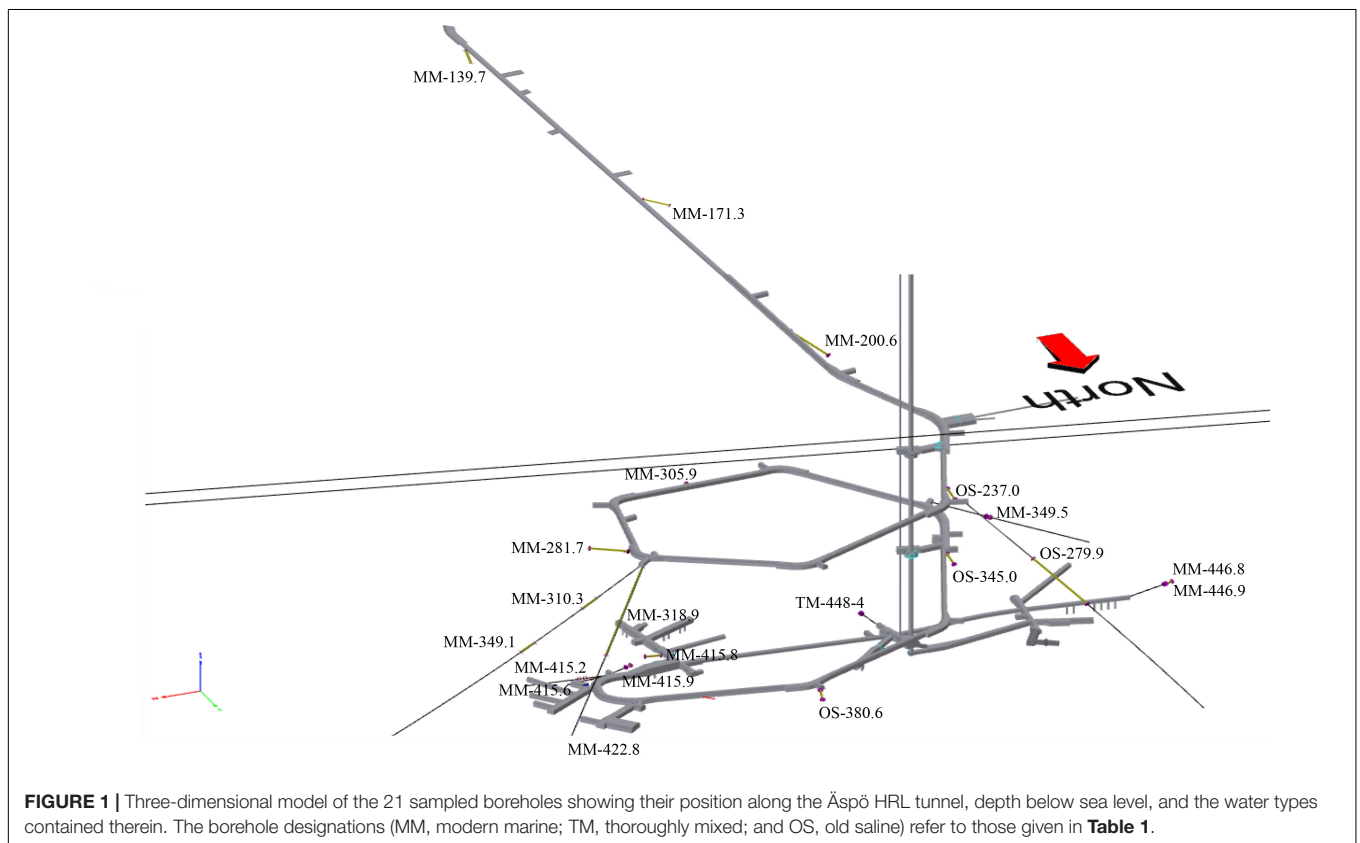 MM-139.7
MM-171.3
MM-200.6
North
MM-305.9
OS-237.0
MM-349.5
MM-281.7
OS-279.9
OS-345.0
MM-446.8
MM-446.9
MM-310.3
TM-448-4
MM-318.9
MM-349.1
MM-415.8
MM-415.2
MM-415.9
MM-415.6
OS-380.6
MM-422.8
FIGURE 1 | Three-dimensional model of the 21 sampled boreholes showing their position along the Äspö HRL tunnel, depth below sea level, and the water types
contained therein. The borehole designations (MM, modern marine; TM, thoroughly mixed; and OS, old saline) refer to those given in Table 1.